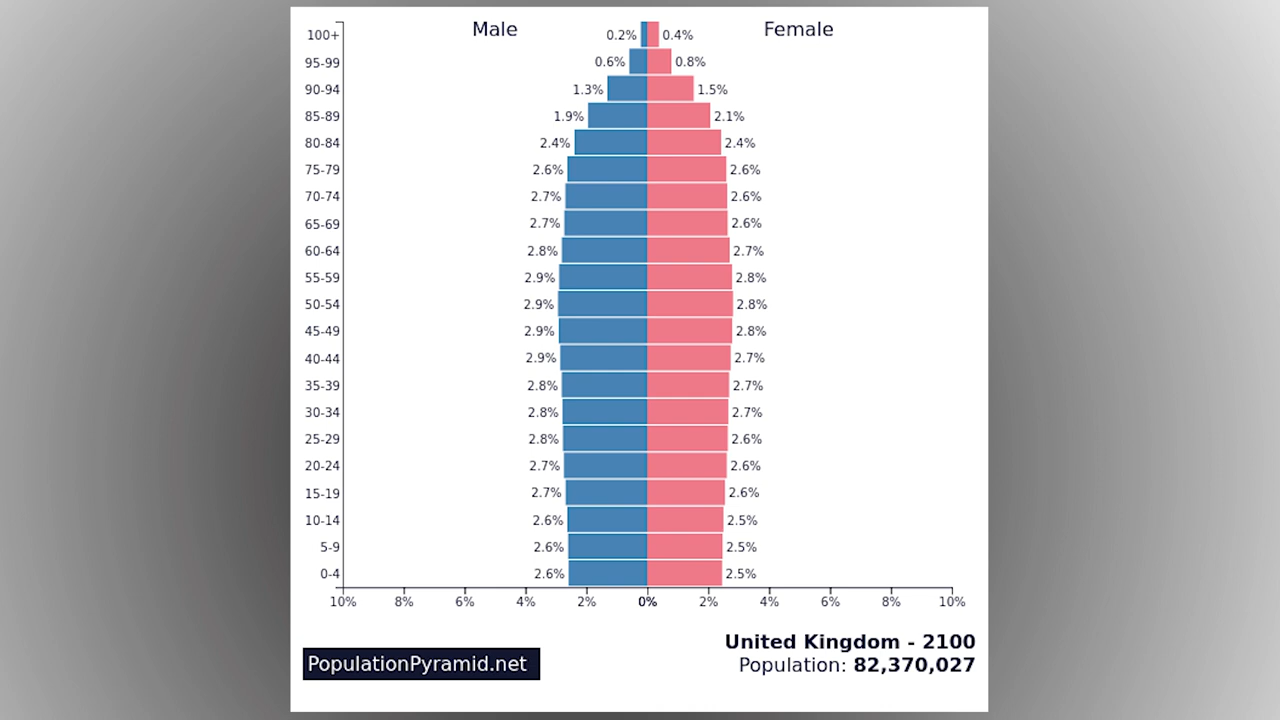 Male Female
100+ 0.2% 0.4%
95-99 0.6% 0.8%
90-94 1.3% 1.5%
85-89 1.9% 2.1%
80-84 2.4% 2.4%
75-79 2.6% 2.6%
70-74 2.7% 2.6%
65-69 2.7% 2.6%
60-64 2.8% 2.7%
55-59 2.9% 2.8%
50-54 2.9% 2.8%
45-49 2.9% 2.8%
40-44 2.9% 2.7%
35-39 2.8% 2.7%
30-34 2.8% 2.7%
25-29 2.8% 2.6%
20-24 2.7% 2.6%
15-19 2.7% 2.6%
10-14 2.6% 2.5%
5-9 2.6% 2.5%
0-4 2.6% 2.5%
10% 8% 6% 4% 2% 0% 2% 4% 6% 8% 10%
United Kingdom - 2100
PopulationPyramid.net Population: 82,370,027